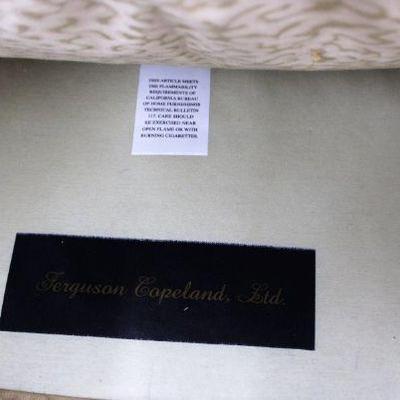 THIS ARTICLE MEETS
THE FLAMMABILITY
REQUIREMENTS OF
CALIFORNIA BUREAU
OF HOME FURNISHINGS
TECHNICAL BULLETIN
117. CARE SHOULD
BE EXERCISED NEAR
OPEN FLAME OR WITH
BURNING CIGARETTES.
Ferguson Copeland, Ltd.